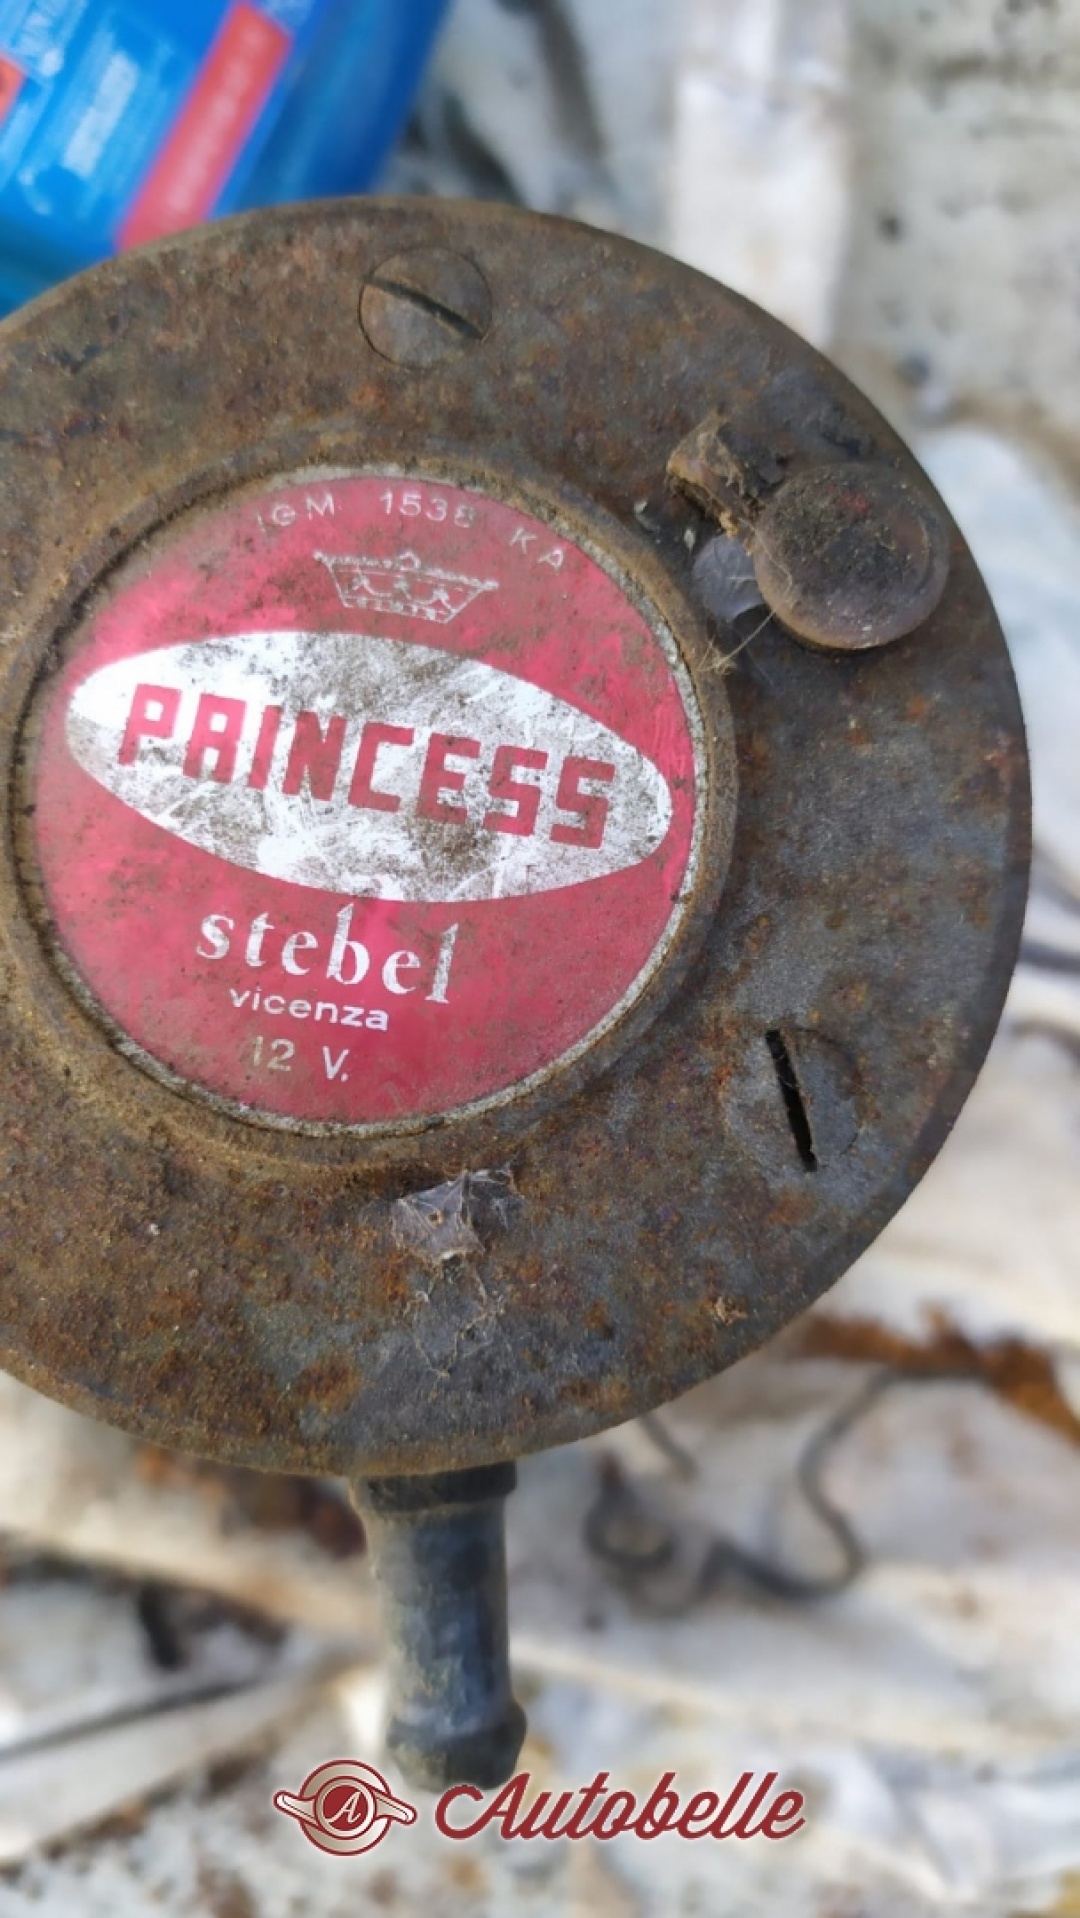 IGM 1538 KA
PRINCESS
stebel
vicenza
12 V.
A Autobelle